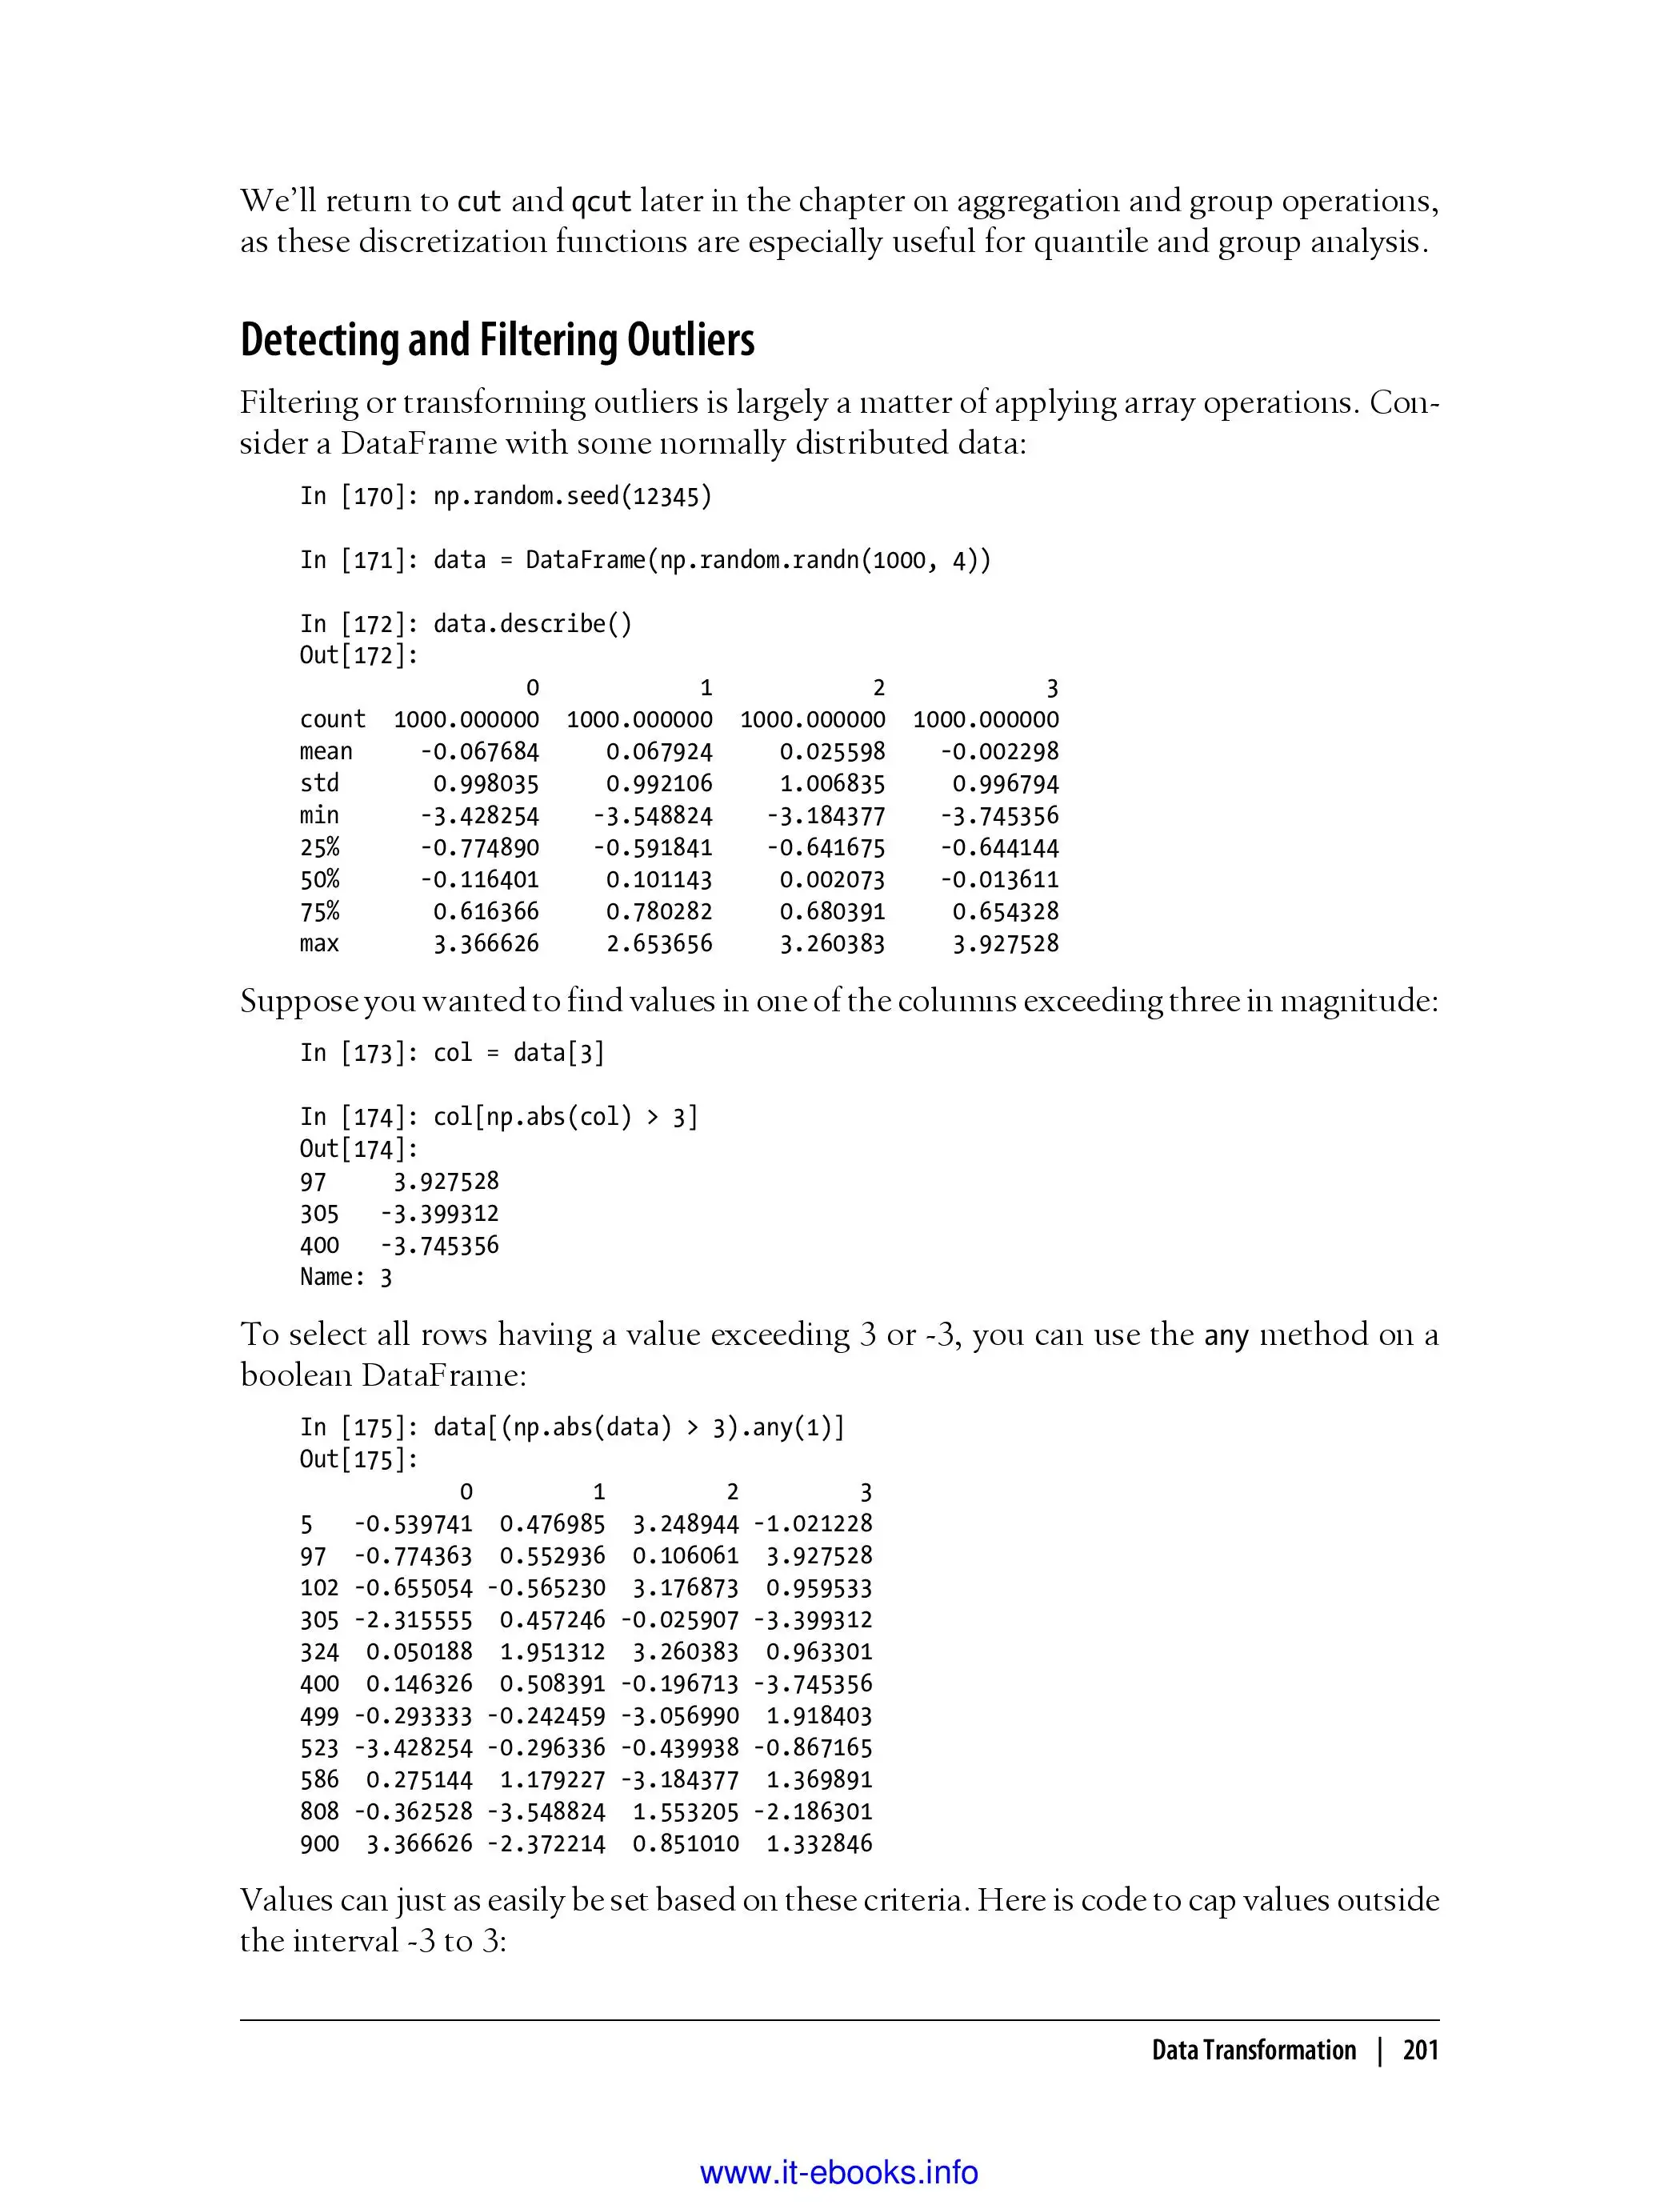 We’ll return to cut and qcut later in the chapter on aggregation and group operations,
as these discretization functions are especially useful for quantile and group analysis.
Detecting and Filtering Outliers
Filtering or transforming outliers is largely a matter of applying array operations. Con-
sider a DataFrame with some normally distributed data:
In [170]: np.random.seed(12345)
In [171]: data = DataFrame(np.random.randn(1000, 4))
In [172]: data.describe()
Out[172]:
0 1 2 3
count 1000.000000 1000.000000 1000.000000 1000.000000
mean -0.067684 0.067924 0.025598 -0.002298
std 0.998035 0.992106 1.006835 0.996794
min -3.428254 -3.548824 -3.184377 -3.745356
25% -0.774890 -0.591841 -0.641675 -0.644144
50% -0.116401 0.101143 0.002073 -0.013611
75% 0.616366 0.780282 0.680391 0.654328
max 3.366626 2.653656 3.260383 3.927528
Suppose you wanted to find values in one of the columns exceeding three in magnitude:
In [173]: col = data[3]
In [174]: col[np.abs(col) > 3]
Out[174]:
97 3.927528
305 -3.399312
400 -3.745356
Name: 3
To select all rows having a value exceeding 3 or -3, you can use the any method on a
boolean DataFrame:
In [175]: data[(np.abs(data) > 3).any(1)]
Out[175]:
0 1 2 3
5 -0.539741 0.476985 3.248944 -1.021228
97 -0.774363 0.552936 0.106061 3.927528
102 -0.655054 -0.565230 3.176873 0.959533
305 -2.315555 0.457246 -0.025907 -3.399312
324 0.050188 1.951312 3.260383 0.963301
400 0.146326 0.508391 -0.196713 -3.745356
499 -0.293333 -0.242459 -3.056990 1.918403
523 -3.428254 -0.296336 -0.439938 -0.867165
586 0.275144 1.179227 -3.184377 1.369891
808 -0.362528 -3.548824 1.553205 -2.186301
900 3.366626 -2.372214 0.851010 1.332846
Values can just as easily be set based on these criteria. Here is code to cap values outside
the interval -3 to 3:
Data Transformation | 201
www.it-ebooks.info